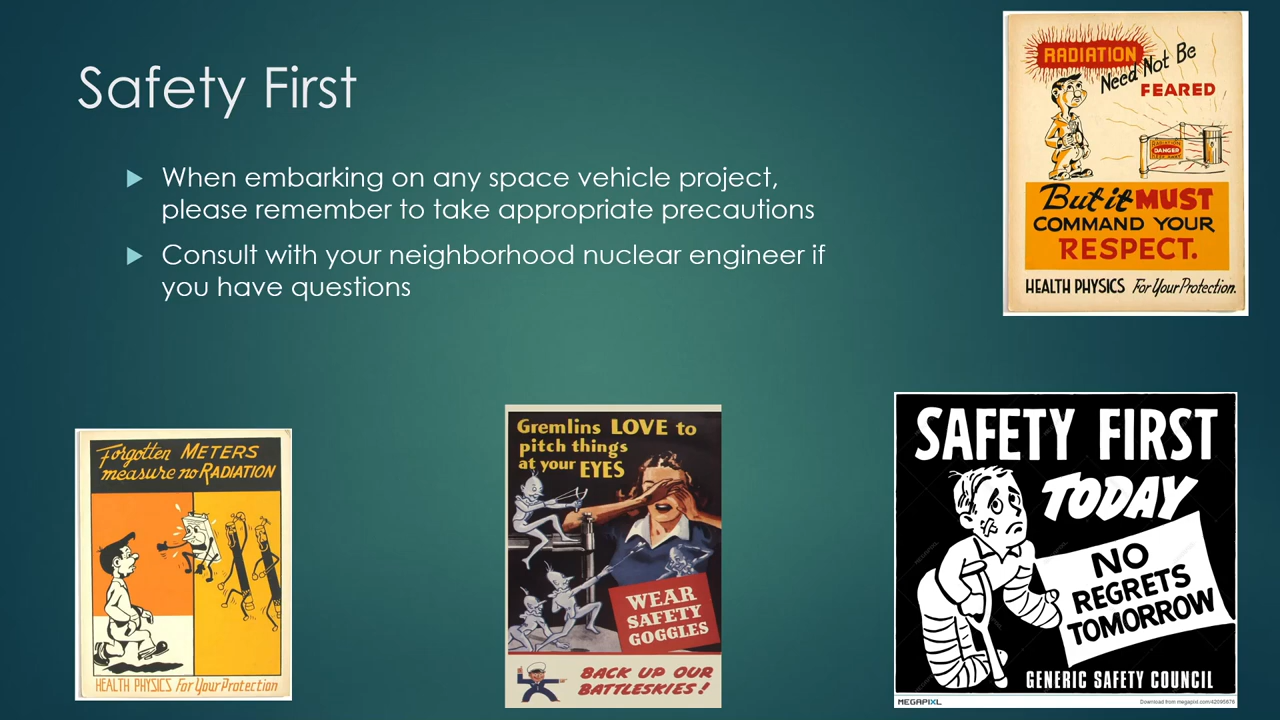 Safety First
When embarking on any space vehicle project,
please remember to take appropriate precautions
Consult with your neighborhood nuclear engineer if
you have questions
RADIATION
Need Not Be
FEARED
RADIATION
DANGER
But it MUST
COMMAND YOUR
RESPECT.
HEALTH PHYSICS For Your Protection.
Forgotten METERS
measure no RADIATION
HEALTH PHYSICS For Your Protection
Gremlins LOVE to
pitch things
at your EYES
WEAR
SAFETY
GOGGLES
BACK UP OUR
BATTLESKIES!
SAFETY FIRST
TODAY
NO
REGRETS
TOMORROW
GENERIC SAFETY COUNCIL
MEGAPIXL